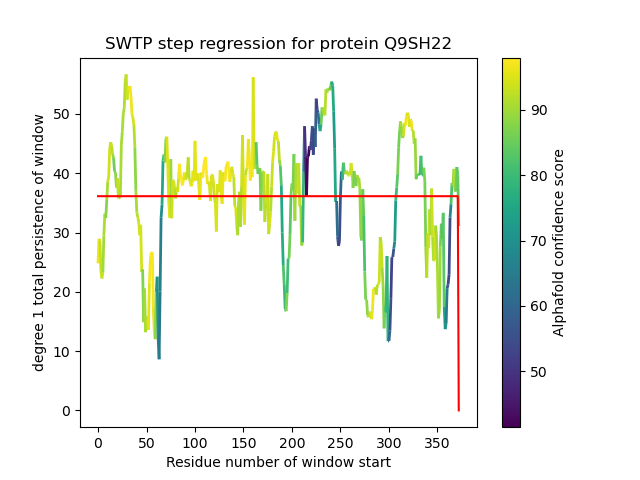 SWTP step regression for protein Q9SH22
degree 1 total persistence of window
50
40
30
20
10
0
0 50 100 150 200 250 300 350
Residue number of window start
90
80
70
60
50
Alphafold confidence score